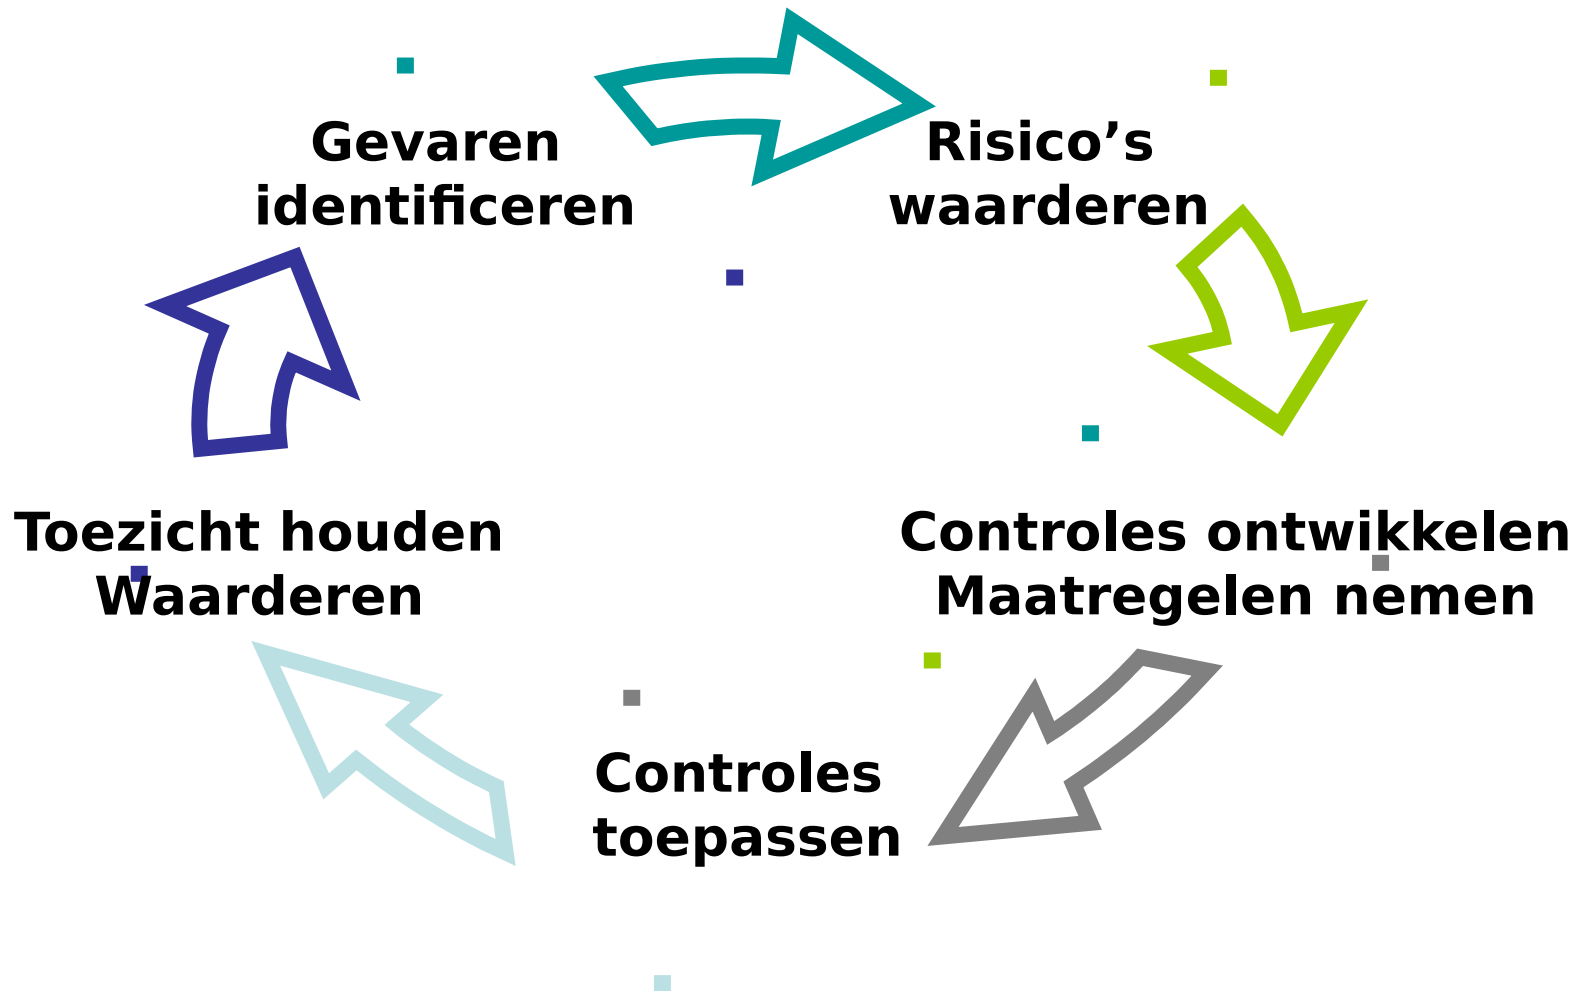 Gevaren
identificeren
Risico’s
waarderen
Controles ontwikkelen
Maatregelen nemen
Controles
toepassen
Toezicht houden
Waarderen